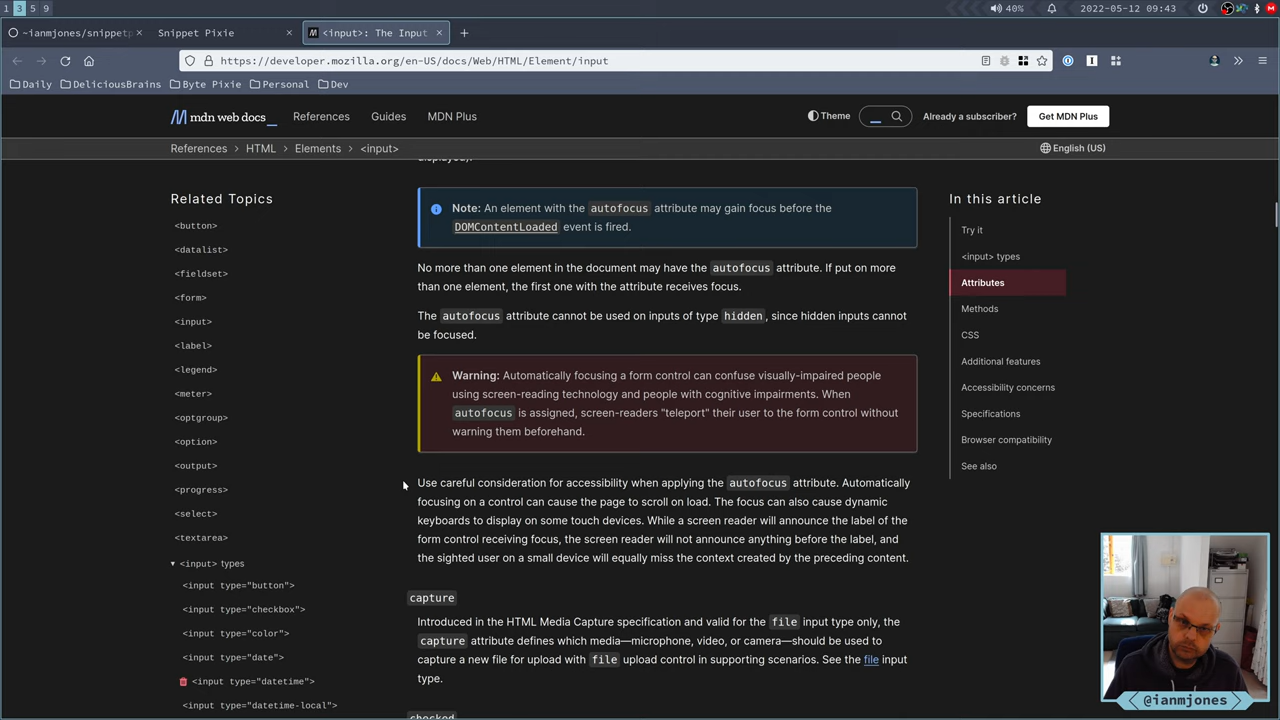 1 3 5 9
40%
2022-05-12 09:43
~ianmjones/snippetp
Snippet Pixie
<input>: The Input
https://developer.mozilla.org/en-US/docs/Web/HTML/Element/input
Daily
DeliciousBrains
Byte Pixie
Personal
Dev
mdn web docs
References
Guides
MDN Plus
Theme
Already a subscriber?
Get MDN Plus
References
HTML
Elements
<input>
English (US)
Related Topics
<button>
<datalist>
<fieldset>
<form>
<input>
<label>
<legend>
<meter>
<optgroup>
<option>
<output>
<progress>
<select>
<textarea>
<input> types
<input type="button">
<input type="checkbox">
<input type="color">
<input type="date">
<input type="datetime">
<input type="datetime-local">
displayed).
Note: An element with the autofocus attribute may gain focus before the
DOMContentLoaded event is fired.
No more than one element in the document may have the autofocus attribute. If put on more
than one element, the first one with the attribute receives focus.
The autofocus attribute cannot be used on inputs of type hidden, since hidden inputs cannot
be focused.
Warning: Automatically focusing a form control can confuse visually-impaired people
using screen-reading technology and people with cognitive impairments. When
autofocus is assigned, screen-readers "teleport" their user to the form control without
warning them beforehand.
Use careful consideration for accessibility when applying the autofocus attribute. Automatically
focusing on a control can cause the page to scroll on load. The focus can also cause dynamic
keyboards to display on some touch devices. While a screen reader will announce the label of the
form control receiving focus, the screen reader will not announce anything before the label, and
the sighted user on a small device will equally miss the context created by the preceding content.
capture
Introduced in the HTML Media Capture specification and valid for the file input type only, the
capture attribute defines which media—microphone, video, or camera—should be used to
capture a new file for upload with file upload control in supporting scenarios. See the file input
type.
checked
In this article
Try it
<input> types
Attributes
Methods
CSS
Additional features
Accessibility concerns
Specifications
Browser compatibility
See also
@ianmjones